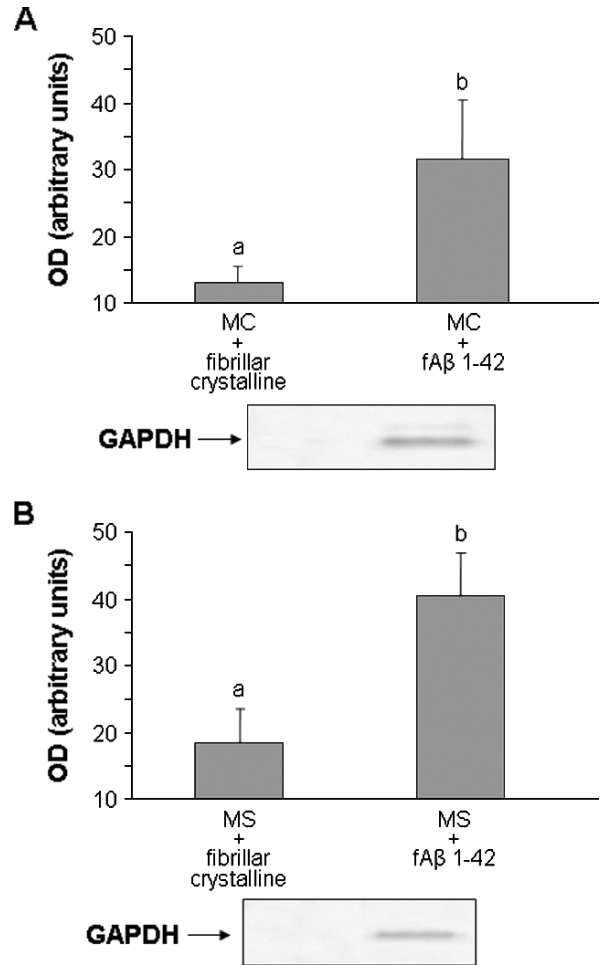 A
OD (arbitrary units)
50
40
30
20
10
a
b
MC
+
fibrillar
crystalline
MC
+
fAβ 1-42
GAPDH
B
OD (arbitrary units)
50
40
30
20
10
a
b
MS
+
fibrillar
crystalline
MS
+
fAβ 1-42
GAPDH